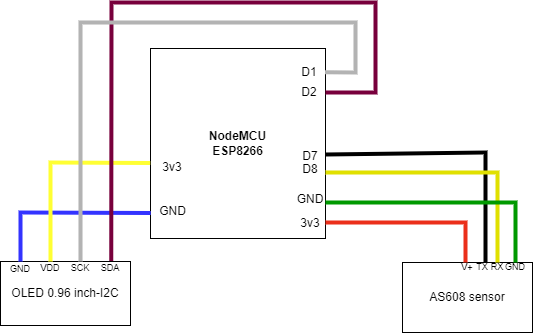 D1
D2
NodeMCU
ESP8266
D7
D8
3v3
GND
GND
3v3
GND VDD SCK SDA
OLED 0.96 inch-I2C
V+ TX RX GND
AS608 sensor